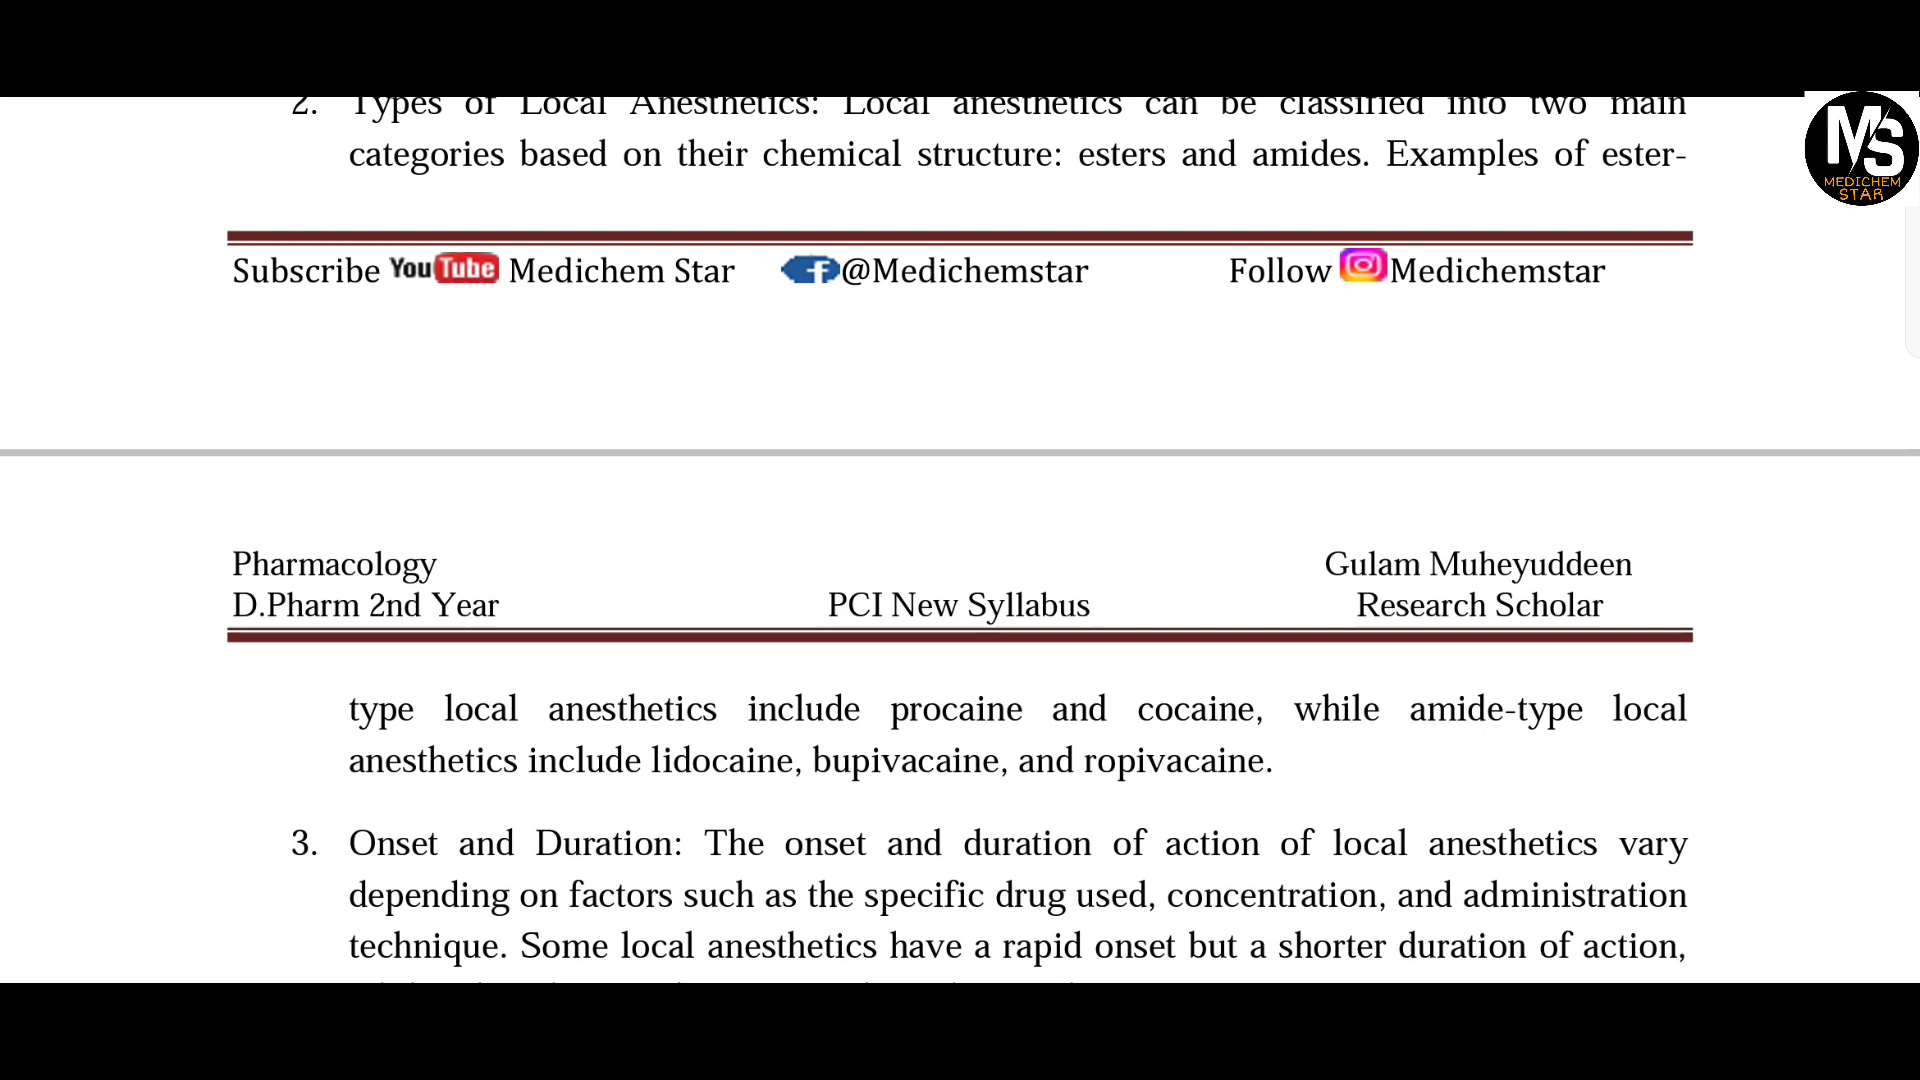 2. Types of Local Anesthetics: Local anesthetics can be classified into two main
categories based on their chemical structure: esters and amides. Examples of ester-
MS
MEDICHEM
STAR
Subscribe YouTube Medichem Star f@Medichemstar Follow Medichemstar
Pharmacology Gulam Muheyuddeen
D.Pharm 2nd Year PCI New Syllabus Research Scholar
type local anesthetics include procaine and cocaine, while amide-type local
anesthetics include lidocaine, bupivacaine, and ropivacaine.
3. Onset and Duration: The onset and duration of action of local anesthetics vary
depending on factors such as the specific drug used, concentration, and administration
technique. Some local anesthetics have a rapid onset but a shorter duration of action,